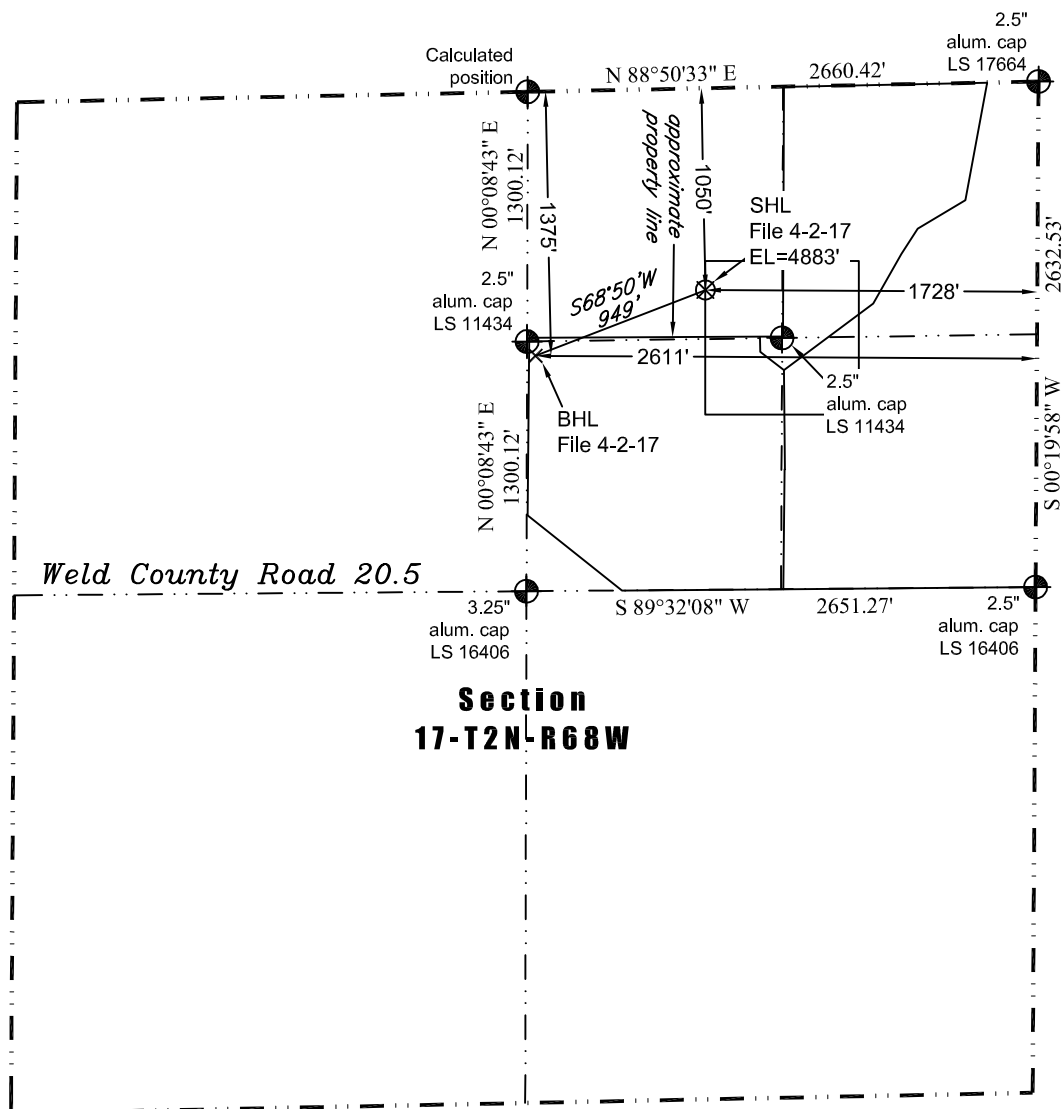 2.5"
alum. cap
LS 17664
Calculated
position
N 88°50'33" E
2660.42'
N 00°08'43" E
1300.12'
1375'
approximate
property line
1050'
SHL
File 4-2-17
EL=4883'
2632.53'
S 00°19'58" W
1728'
S68°50'W
949'
2.5"
alum. cap
LS 11434
2611'
2.5"
alum. cap
LS 11434
BHL
File 4-2-17
N 00°08'43" E
1300.12'
Weld County Road 20.5
3.25"
alum. cap
LS 16406
S 89°32'08" W
2651.27'
2.5"
alum. cap
LS 16406
Section
17-T2N-R68W